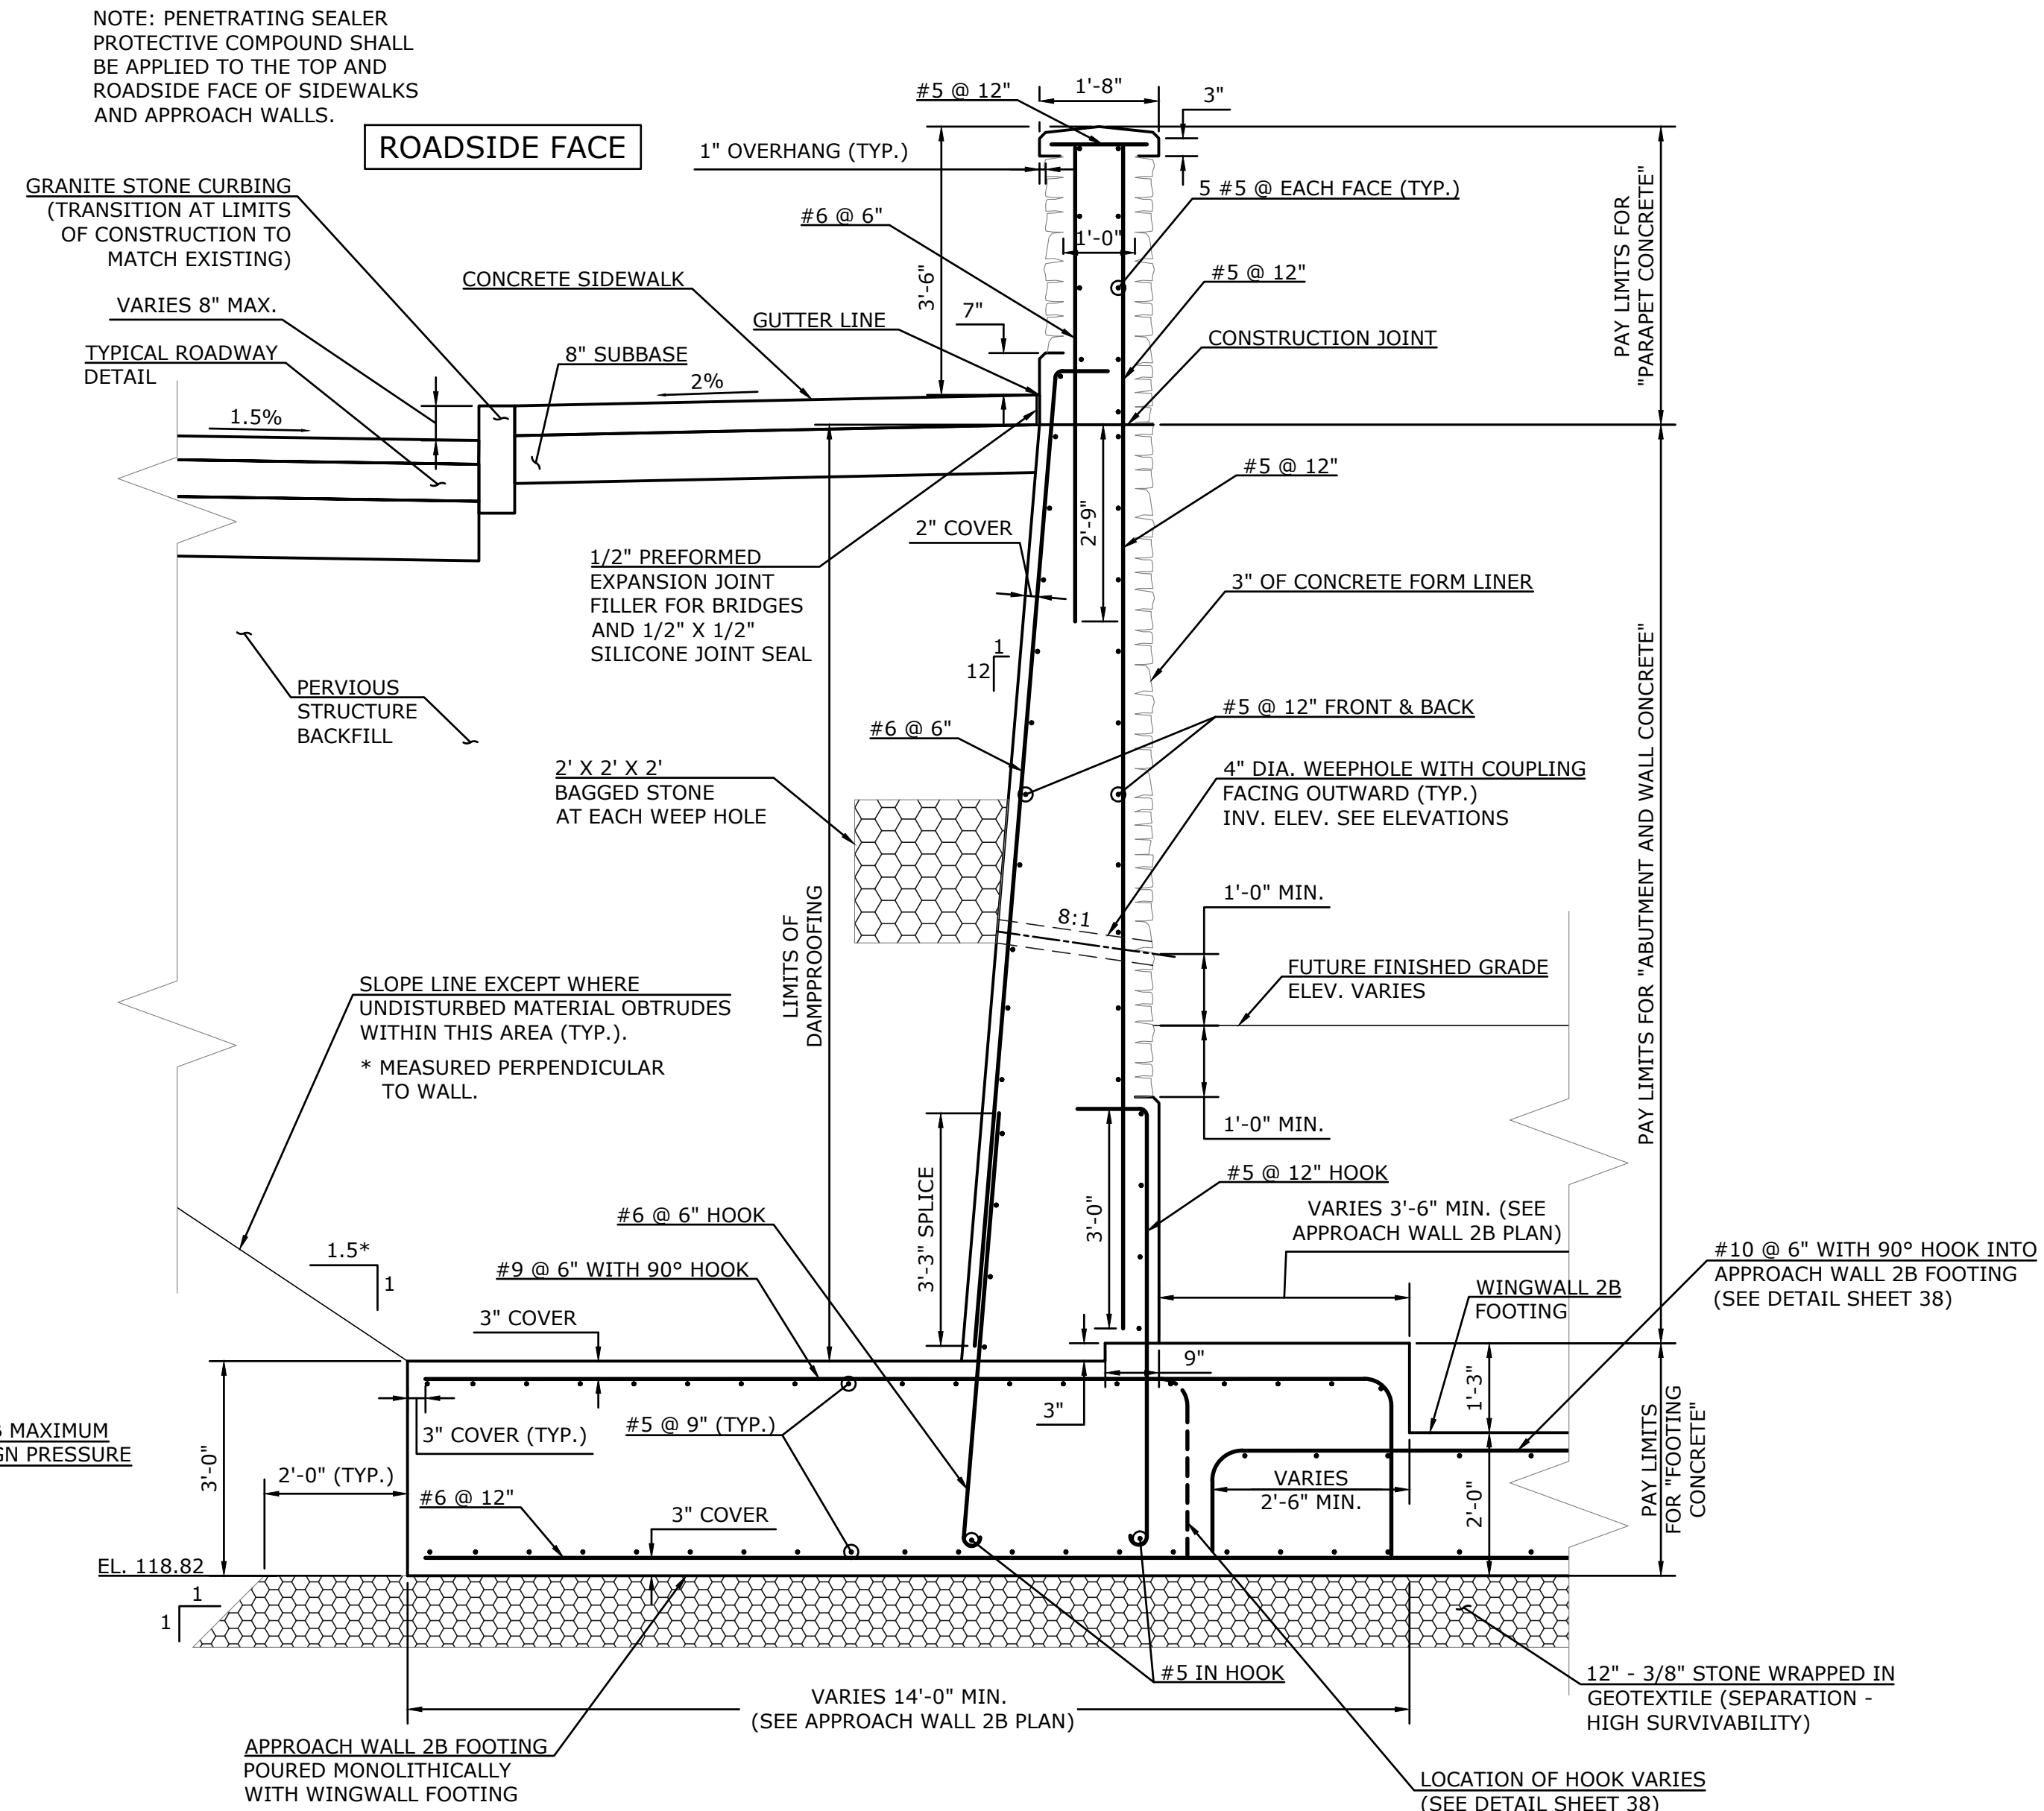 NOTE: PENETRATING SEALER
PROTECTIVE COMPOUND SHALL
BE APPLIED TO THE TOP AND
ROADSIDE FACE OF SIDEWALKS
AND APPROACH WALLS.
ROADSIDE FACE
#5 @ 12"
1'-8"
3"
1" OVERHANG (TYP.)
GRANITE STONE CURBING
(TRANSITION AT LIMITS
OF CONSTRUCTION TO
MATCH EXISTING)
5 #5 @ EACH FACE (TYP.)
#6 @ 6"
1'-0"
3'-6"
PAY LIMITS FOR
"PARAPET CONCRETE"
CONCRETE SIDEWALK
#5 @ 12"
VARIES 8" MAX.
7"
GUTTER LINE
CONSTRUCTION JOINT
TYPICAL ROADWAY
DETAIL
8" SUBBASE
2%
1.5%
#5 @ 12"
2'-9"
2" COVER
1/2" PREFORMED
EXPANSION JOINT
FILLER FOR BRIDGES
AND 1/2" X 1/2"
SILICONE JOINT SEAL
3" OF CONCRETE FORM LINER
1
12
PERVIOUS
STRUCTURE
BACKFILL
#5 @ 12" FRONT & BACK
#6 @ 6"
2' X 2' X 2'
BAGGED STONE
AT EACH WEEP HOLE
4" DIA. WEEPHOLE WITH COUPLING
FACING OUTWARD (TYP.)
INV. ELEV. SEE ELEVATIONS
PAY LIMITS FOR "ABUTMENT AND WALL CONCRETE"
LIMITS OF
DAMPPROOFING
8:1
1'-0" MIN.
FUTURE FINISHED GRADE
ELEV. VARIES
SLOPE LINE EXCEPT WHERE
UNDISTURBED MATERIAL OBTRUDES
WITHIN THIS AREA (TYP.).
* MEASURED PERPENDICULAR
TO WALL.
1'-0" MIN.
3'-3" SPLICE
3'-0"
#5 @ 12" HOOK
VARIES 3'-6" MIN. (SEE
APPROACH WALL 2B PLAN)
#6 @ 6" HOOK
1.5*
1
#9 @ 6" WITH 90° HOOK
#10 @ 6" WITH 90° HOOK INTO
APPROACH WALL 2B FOOTING
(SEE DETAIL SHEET 38)
WINGWALL 2B
FOOTING
3" COVER
9"
3"
1'-3"
3" COVER (TYP.)
#5 @ 9" (TYP.)
MAXIMUM
PRESSURE
3'-0"
2'-0" (TYP.)
VARIES
2'-6" MIN.
2'-0"
PAY LIMITS
FOR "FOOTING
CONCRETE"
#6 @ 12"
3" COVER
EL. 118.82
1
1
#5 IN HOOK
12" - 3/8" STONE WRAPPED IN
GEOTEXTILE (SEPARATION -
HIGH SURVIVABILITY)
VARIES 14'-0" MIN.
(SEE APPROACH WALL 2B PLAN)
APPROACH WALL 2B FOOTING
POURED MONOLITHICALLY
WITH WINGWALL FOOTING
LOCATION OF HOOK VARIES
(SEE DETAIL SHEET 38)